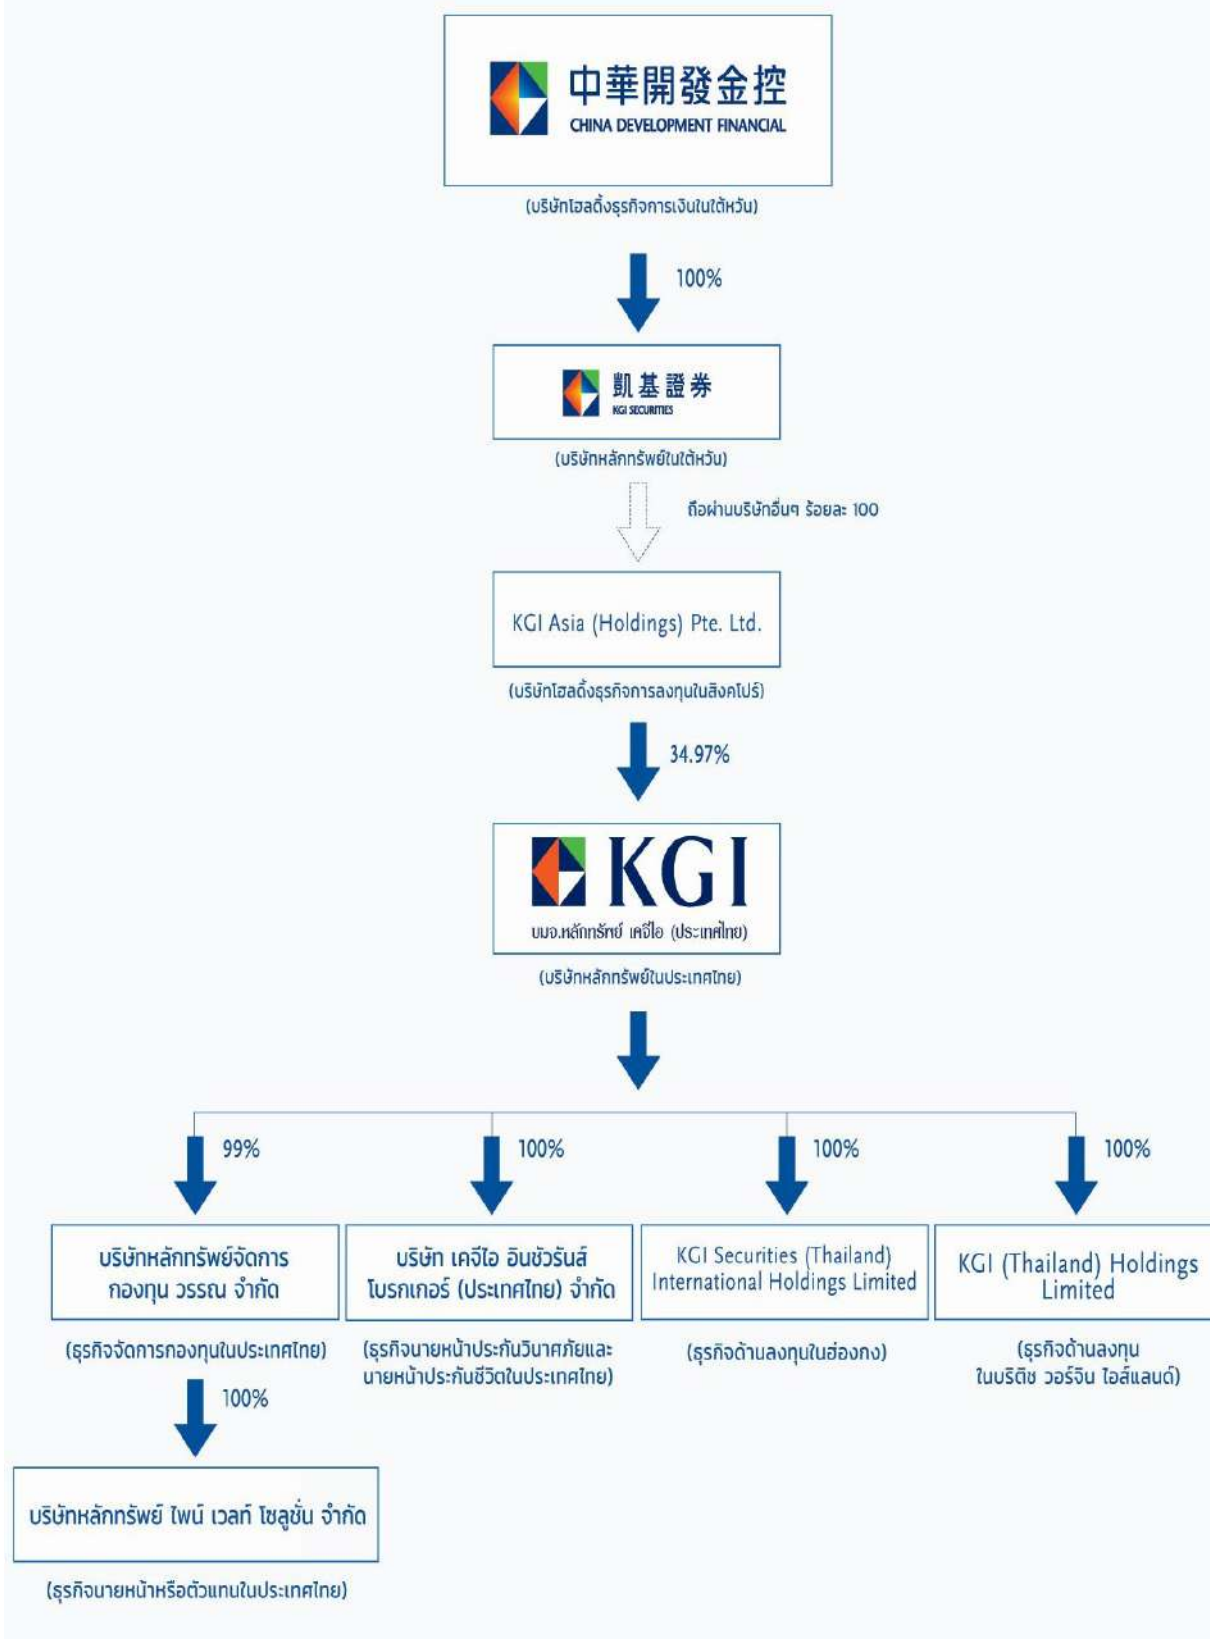 中華開發金控
CHINA DEVELOPMENT FINANCIAL
(บริษัทโฮลดิ้งธุรกิจการเงินในไต้หวัน)
100%
凱基證券
KGI SECURITIES
(บริษัทหลักทรัพย์ในไต้หวัน)
ถือผ่านบริษัทอื่นๆ ร้อยละ 100
KGI Asia (Holdings) Pte. Ltd.
(บริษัทโฮลดิ้งธุรกิจการลงทุนในสิงคโปร์)
34.97%
KGI
บมจ.หลักทรัพย์ เคจีไอ (ประเทศไทย)
(บริษัทหลักทรัพย์ในประเทศไทย)
99%
100%
100%
100%
บริษัทหลักทรัพย์จัดการ
กองทุน วรรณ จำกัด
(ธุรกิจจัดการกองทุนในประเทศไทย)
บริษัท เคจีไอ อินชัวรันส์
โบรกเกอร์ (ประเทศไทย) จำกัด
(ธุรกิจนายหน้าประกันวินาศภัยและ
นายหน้าประกันชีวิตในประเทศไทย)
KGI Securities (Thailand)
International Holdings Limited
(ธุรกิจด้านลงทุนในฮ่องกง)
KGI (Thailand) Holdings
Limited
(ธุรกิจด้านลงทุน
ในบริติช วอร์จิน ไอส์แลนด์)
100%
บริษัทหลักทรัพย์ ไพน์ เวลท์ โซลูชั่น จำกัด
(ธุรกิจนายหน้าหรือตัวแทนในประเทศไทย)